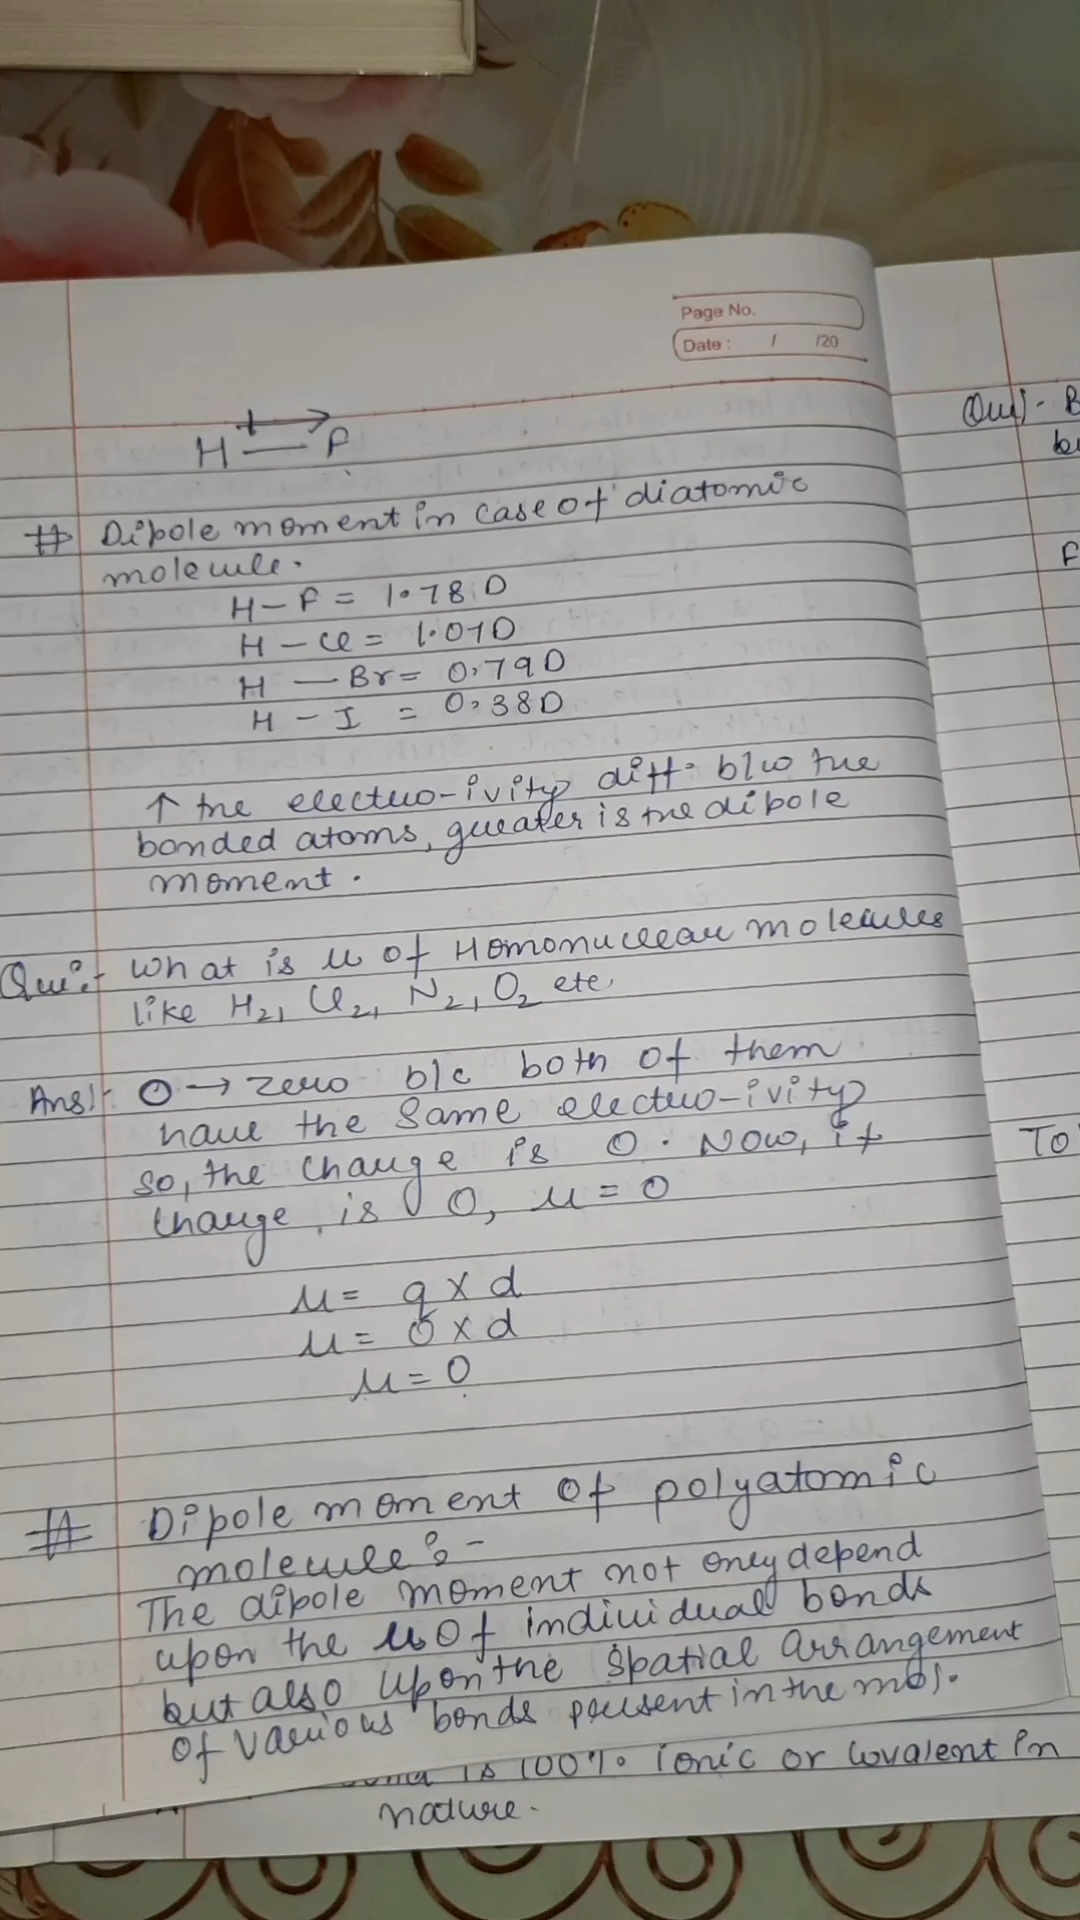 Page No.
Date : / /20
H — F
# Dipole moment in case of diatomic
molecule.
H – F = 1.78 D
H – Cl = 1.07 D
H — Br = 0.79 D
H – I = 0.38 D
↑ the electro-ivity diff: b/w the
bonded atoms, greater is the dipole
moment.
Que:- What is μ of Homonuclear molecules
like H₂, Cl₂, N₂, O₂ etc.
Ans:- 0 → zero b/c both of them
have the same electro-ivity
so, the charge is 0. Now, if
charge is 0, μ = 0
μ = q × d
μ = 0 × d
μ = 0
# Dipole moment of polyatomic
molecule :-
The dipole moment not only depend
upon the μ of individual bonds
but also upon the spatial arrangement
of various bonds present in the mol.
is 100% ionic or covalent in
nature.
Que:- B
F
To